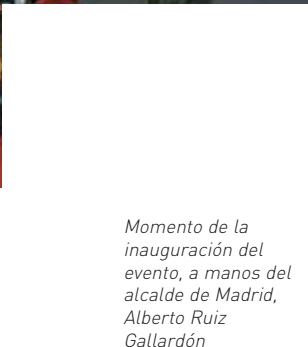 Momento de la
inauguración del
evento, a manos del
alcalde de Madrid,
Alberto Ruiz
Gallardón